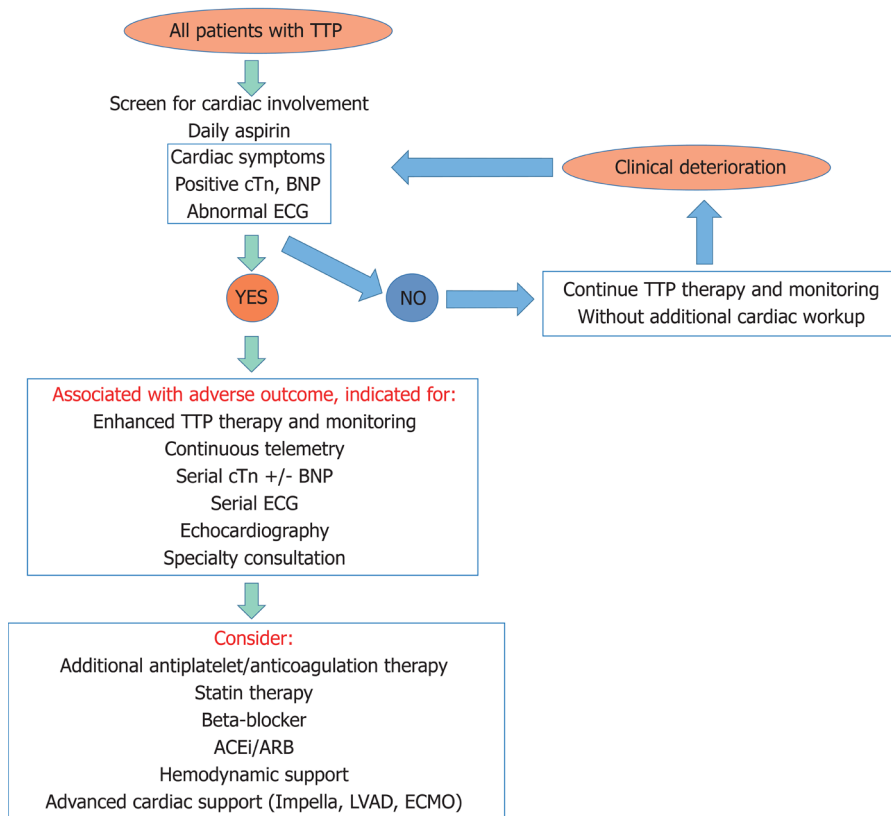 All patients with TTP
Screen for cardiac involvement
Daily aspirin
Cardiac symptoms
Positive cTn, BNP
Abnormal ECG
Clinical deterioration
YES
NO
Continue TTP therapy and monitoring
Without additional cardiac workup
Associated with adverse outcome, indicated for:
Enhanced TTP therapy and monitoring
Continuous telemetry
Serial cTn +/- BNP
Serial ECG
Echocardiography
Specialty consultation
Consider:
Additional antiplatelet/anticoagulation therapy
Statin therapy
Beta-blocker
ACEi/ARB
Hemodynamic support
Advanced cardiac support (Impella, LVAD, ECMO)